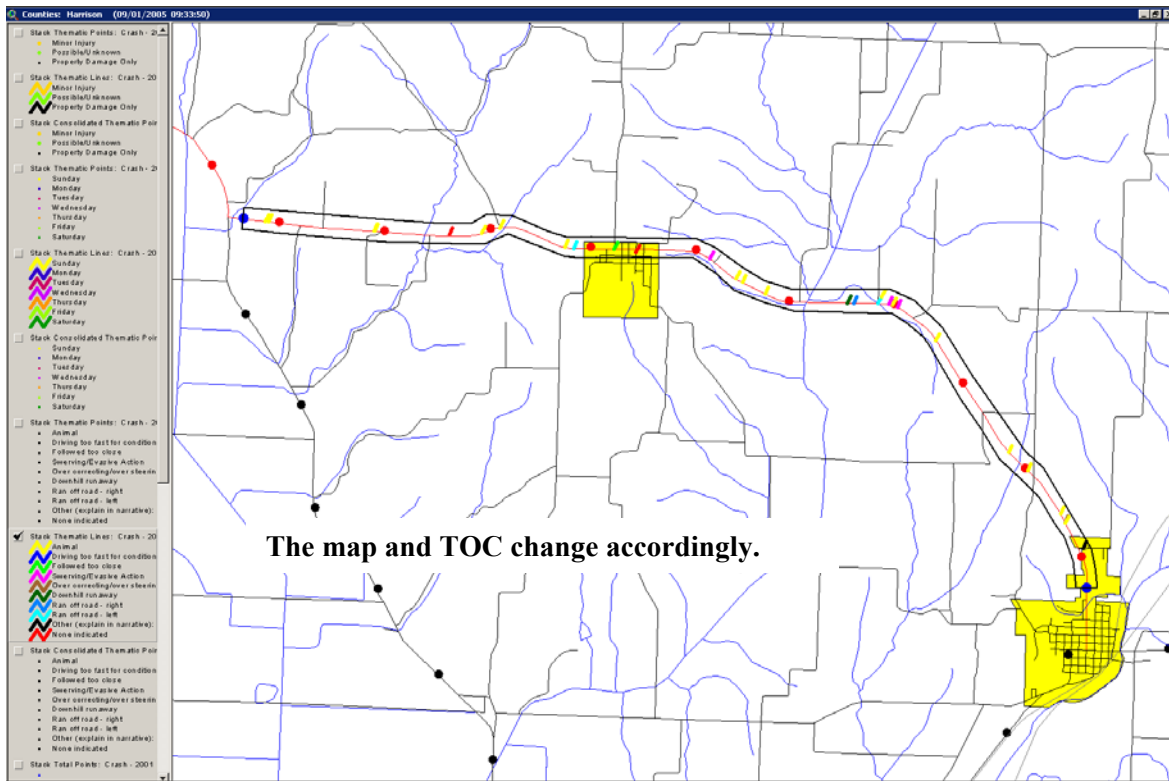 Counties: Harrison (09/01/2005 09:33:50)
Stack Thematic Points: Crash - 2
Minor Injury
Possible/Unknown
Property Damage Only
Stack Thematic Lines: Crash - 20
Minor Injury
Possible/Unknown
Property Damage Only
Stack Consolidated Thematic Poin
Minor Injury
Possible/Unknown
Property Damage Only
Stack Thematic Points: Crash - 20
Sunday
Monday
Tuesday
Wednesday
Thursday
Friday
Saturday
Stack Thematic Lines: Crash - 20
Sunday
Monday
Tuesday
Wednesday
Thursday
Friday
Saturday
Stack Consolidated Thematic Poin
Sunday
Monday
Tuesday
Wednesday
Thursday
Friday
Saturday
Stack Thematic Points: Crash - 20
Animal
Driving too fast for condition
Followed too close
Swerving/Evasive Action
Over correcting/over steerin
Downhill runaway
Ran off road - right
Ran off road - left
Other (explain in narrative):
None indicated
Stack Thematic Lines: Crash - 20
Animal
Driving too fast for condition
Followed too close
Swerving/Evasive Action
Over correcting/over steerin
Downhill runaway
Ran off road - right
Ran off road - left
Other (explain in narrative):
None indicated
Stack Consolidated Thematic Poin
Animal
Driving too fast for condition
Followed too close
Swerving/Evasive Action
Over correcting/over steerin
Downhill runaway
Ran off road - right
Ran off road - left
Other (explain in narrative):
None indicated
Stack Total Points: Crash - 2001
The map and TOC change accordingly.